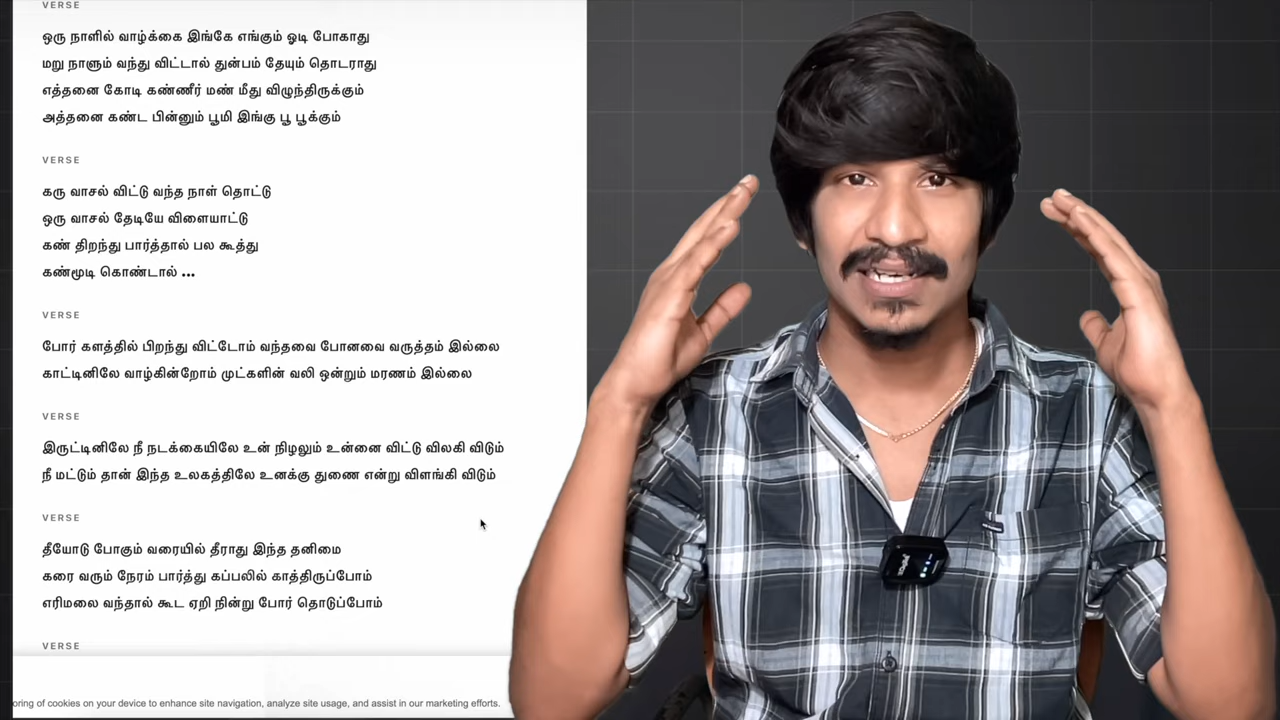 VERSE
ஒரு நாளில் வாழ்க்கை இங்கே எங்கும் ஓடி போகாது
மறு நாளும் வந்து விட்டால் துன்பம் தேயும் தொடராது
எத்தனை கோடி கண்ணீர் மண் மீது விழுந்திருக்கும்
அத்தனை கண்ட பின்னும் பூமி இங்கு பூ பூக்கும்
VERSE
கரு வாசல் விட்டு வந்த நாள் தொட்டு
ஒரு வாசல் தேடியே விளையாட்டு
கண் திறந்து பார்த்தால் பல கூத்து
கண்மூடி கொண்டால் ...
VERSE
போர் களத்தில் பிறந்து விட்டோம் வந்தவை போனவை வருத்தம் இல்லை
காட்டினிலே வாழ்கின்றோம் முட்களின் வலி ஒன்றும் மரணம் இல்லை
VERSE
இருட்டினிலே நீ நடக்கையிலே உன் நிழலும் உன்னை விட்டு விலகி விடும்
நீ மட்டும் தான் இந்த உலகத்திலே உனக்கு துணை என்று விளங்கி விடும்
VERSE
தீயோடு போகும் வரையில் தீராது இந்த தனிமை
கரை வரும் நேரம் பார்த்து கப்பலில் காத்திருப்போம்
எரிமலை வந்தால் கூட ஏறி நின்று போர் தொடுப்போம்
VERSE
oring of cookies on your device to enhance site navigation, analyze site usage, and assist in our marketing efforts.